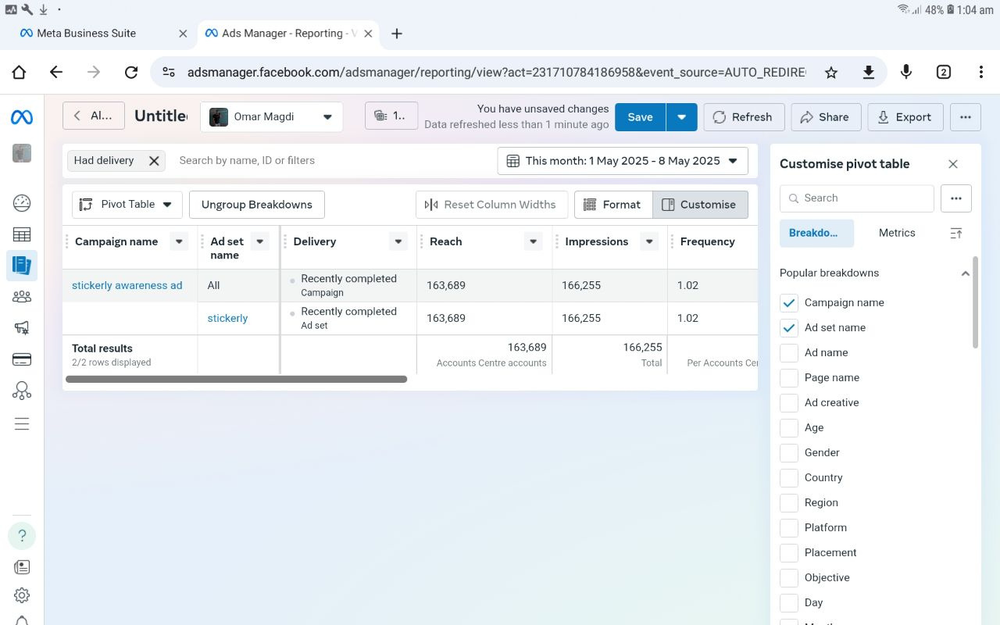 48% 1:04 am
Meta Business Suite
Ads Manager - Reporting -
adsmanager.facebook.com/adsmanager/reporting/view?act=231710784186958&event_source=AUTO_REDIRE
2
Al...
Untitle
Omar Magdi
1..
You have unsaved changes
Data refreshed less than 1 minute ago
Save
Refresh
Share
Export
Had delivery
Search by name, ID or filters
This month: 1 May 2025 - 8 May 2025
Pivot Table
Ungroup Breakdowns
Reset Column Widths
Format
Customise
Campaign name
Ad set name
Delivery
Reach
Impressions
Frequency
stickerly awareness ad
All
Recently completed
Campaign
163,689
166,255
1.02
stickerly
Recently completed
Ad set
163,689
166,255
1.02
Total results
2/2 rows displayed
163,689
Accounts Centre accounts
166,255
Total
Per Accounts Cen
Customise pivot table
Search
Breakdo...
Metrics
Popular breakdowns
Campaign name
Ad set name
Ad name
Page name
Ad creative
Age
Gender
Country
Region
Platform
Placement
Objective
Day
?